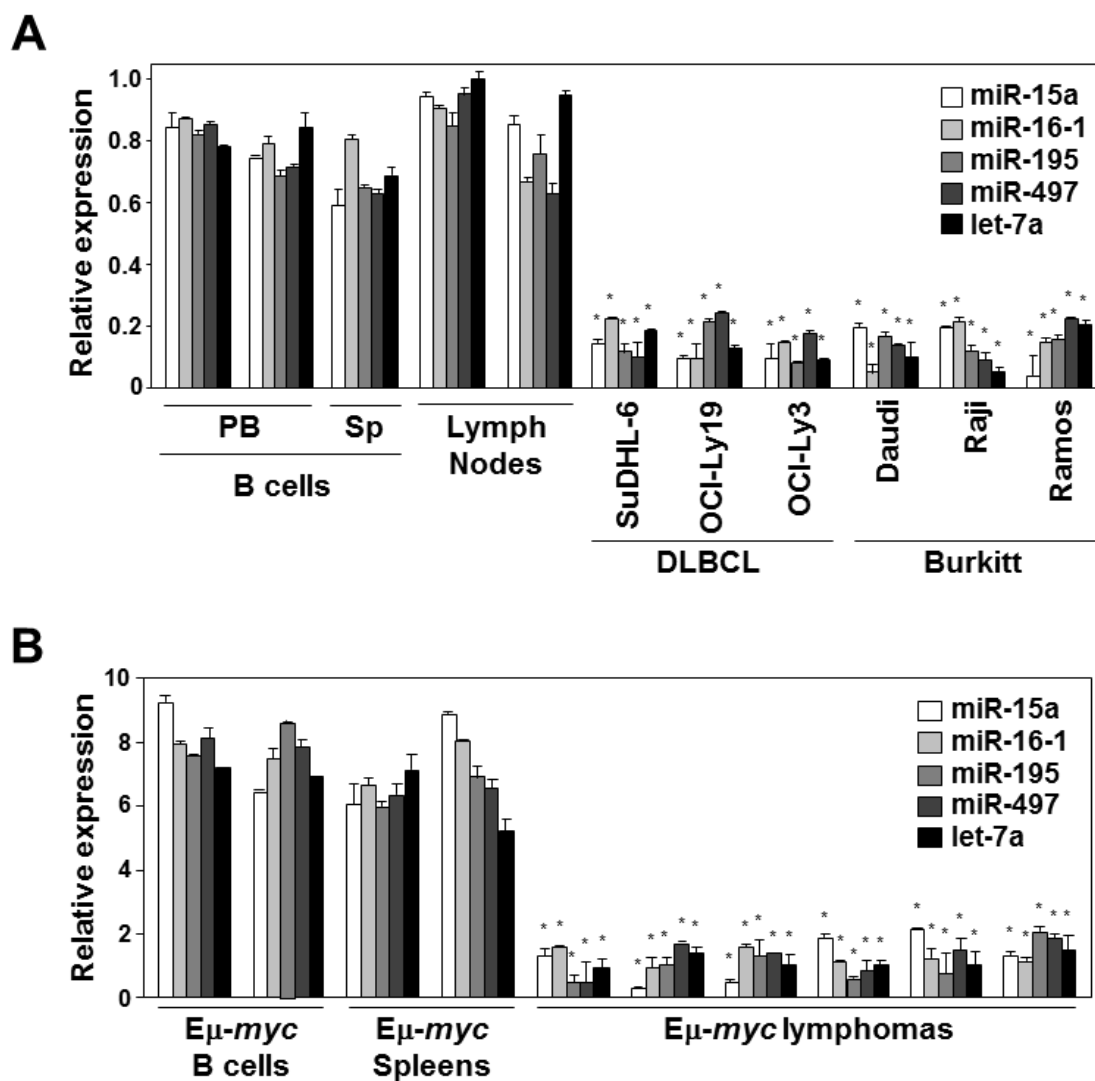 A
Relative expression
1.0
0.8
0.6
0.4
0.2
0
miR-15a
miR-16-1
miR-195
miR-497
let-7a
* * * * * * * * * * * * * * * * * * * * * * * * * * * * * *
PB
Sp
B cells
Lymph
Nodes
SuDHL-6
OCI-Ly19
OCI-Ly3
DLBCL
Daudi
Raji
Ramos
Burkitt
B
Relative expression
10
8
6
4
2
0
miR-15a
miR-16-1
miR-195
miR-497
let-7a
* * * * * * * * * * * * * * * * * * * * * * * * * * * * * *
Eμ-myc
B cells
Eμ-myc
Spleens
Eμ-myc lymphomas